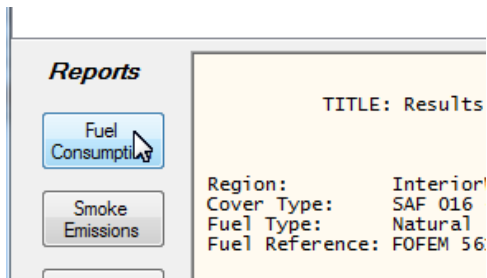 Reports
TITLE: Results
Fuel
Consumption
Region: Interior
Cover Type: SAF 016
Smoke
Emissions
Fuel Type: Natural
Fuel Reference: FOFEM 56